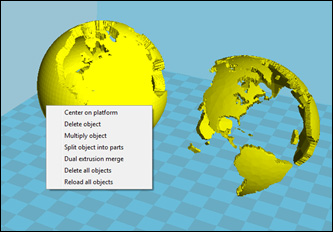 Center on platform
Delete object
Multiply object
Split object into parts
Dual extrusion merge
Delete all objects
Reload all objects